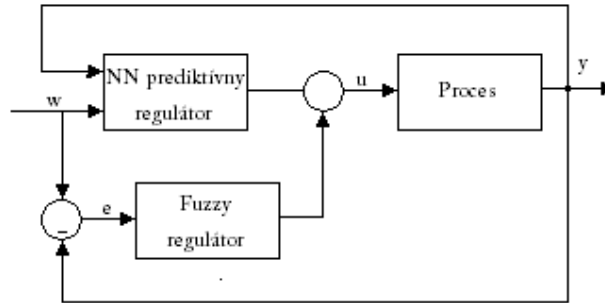 NN prediktívny
regulátor
w
u
Proces
y
e
Fuzzy
regulátor
-